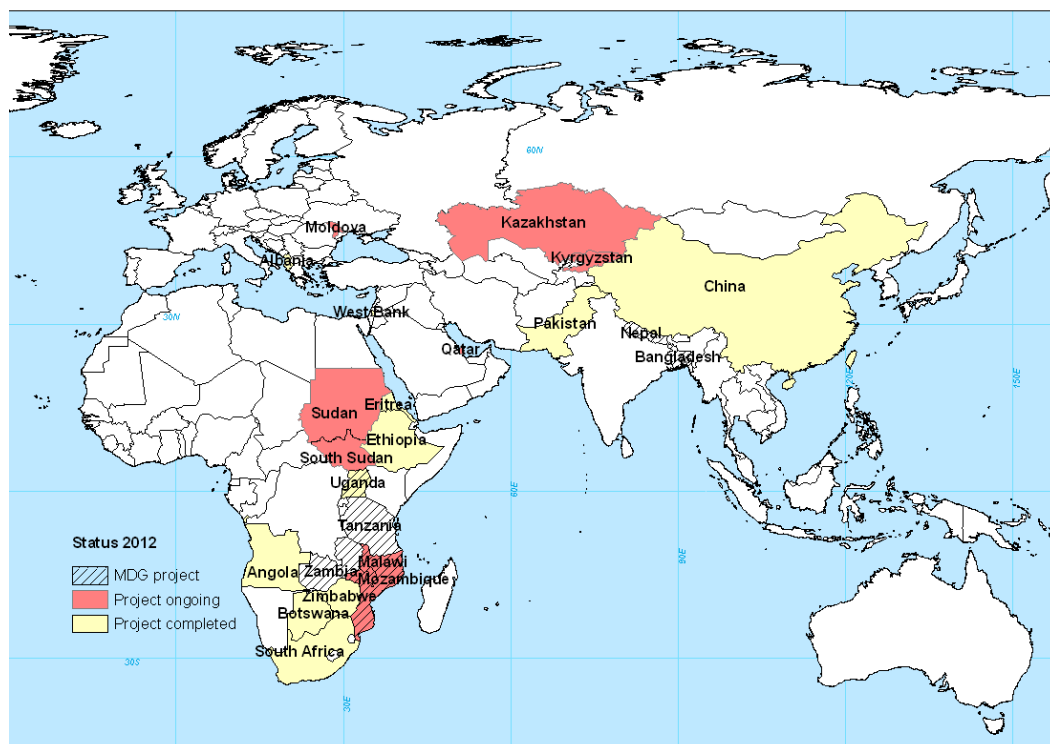 60N
Moldova
Kazakhstan
Albania
Kyrgyzstan
China
West Bank
30N
Pakistan
Nepal
Qatar
Bangladesh
120E
150E
Eritrea
Sudan
Ethiopia
South Sudan
Uganda
60E
Tanzania
90E
Status 2012
Malawi
Angola
Zambia
MDG project
Mozambique
Zimbabwe
Project ongoing
Botswana
Project completed
South Africa
30S
30E